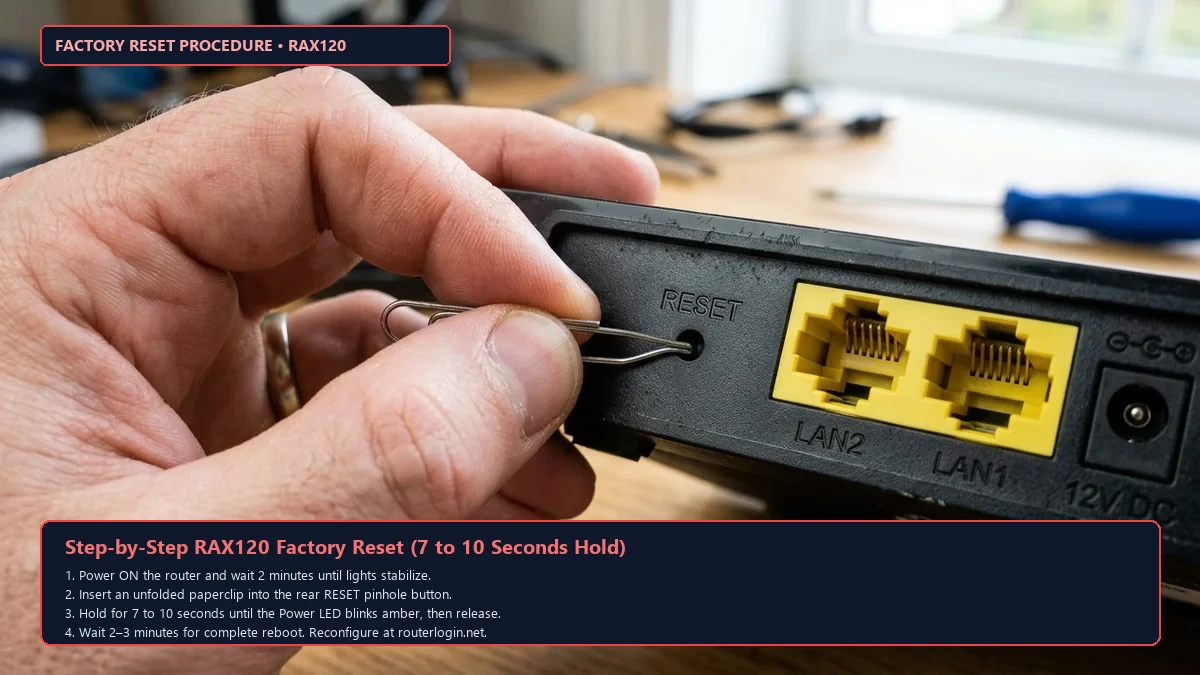 FACTORY RESET PROCEDURE • RAX120
RESET
LAN2
LAN1
12V DC
Step-by-Step RAX120 Factory Reset (7 to 10 Seconds Hold)
1. Power ON the router and wait 2 minutes until lights stabilize.
2. Insert an unfolded paperclip into the rear RESET pinhole button.
3. Hold for 7 to 10 seconds until the Power LED blinks amber, then release.
4. Wait 2–3 minutes for complete reboot. Reconfigure at routerlogin.net.